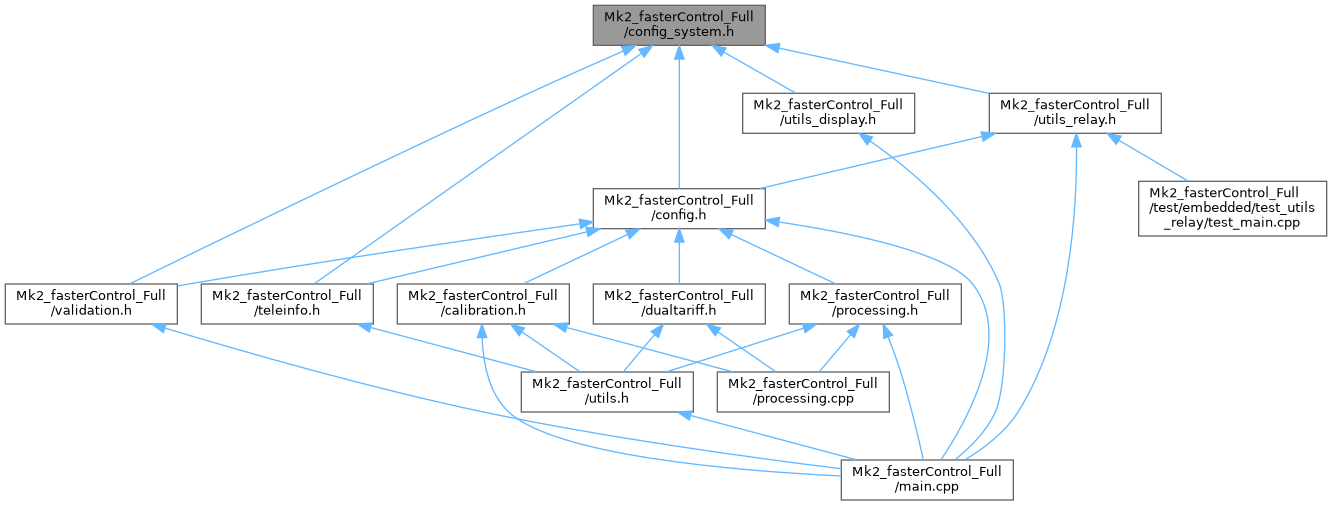 Mk2_fasterControl_Full
/config_system.h
Mk2_fasterControl_Full
/utils_display.h
Mk2_fasterControl_Full
/utils_relay.h
Mk2_fasterControl_Full
/config.h
Mk2_fasterControl_Full
/test/embedded/test_utils
_relay/test_main.cpp
Mk2_fasterControl_Full
/validation.h
Mk2_fasterControl_Full
/teleinfo.h
Mk2_fasterControl_Full
/calibration.h
Mk2_fasterControl_Full
/dualtariff.h
Mk2_fasterControl_Full
/processing.h
Mk2_fasterControl_Full
/utils.h
Mk2_fasterControl_Full
/processing.cpp
Mk2_fasterControl_Full
/main.cpp